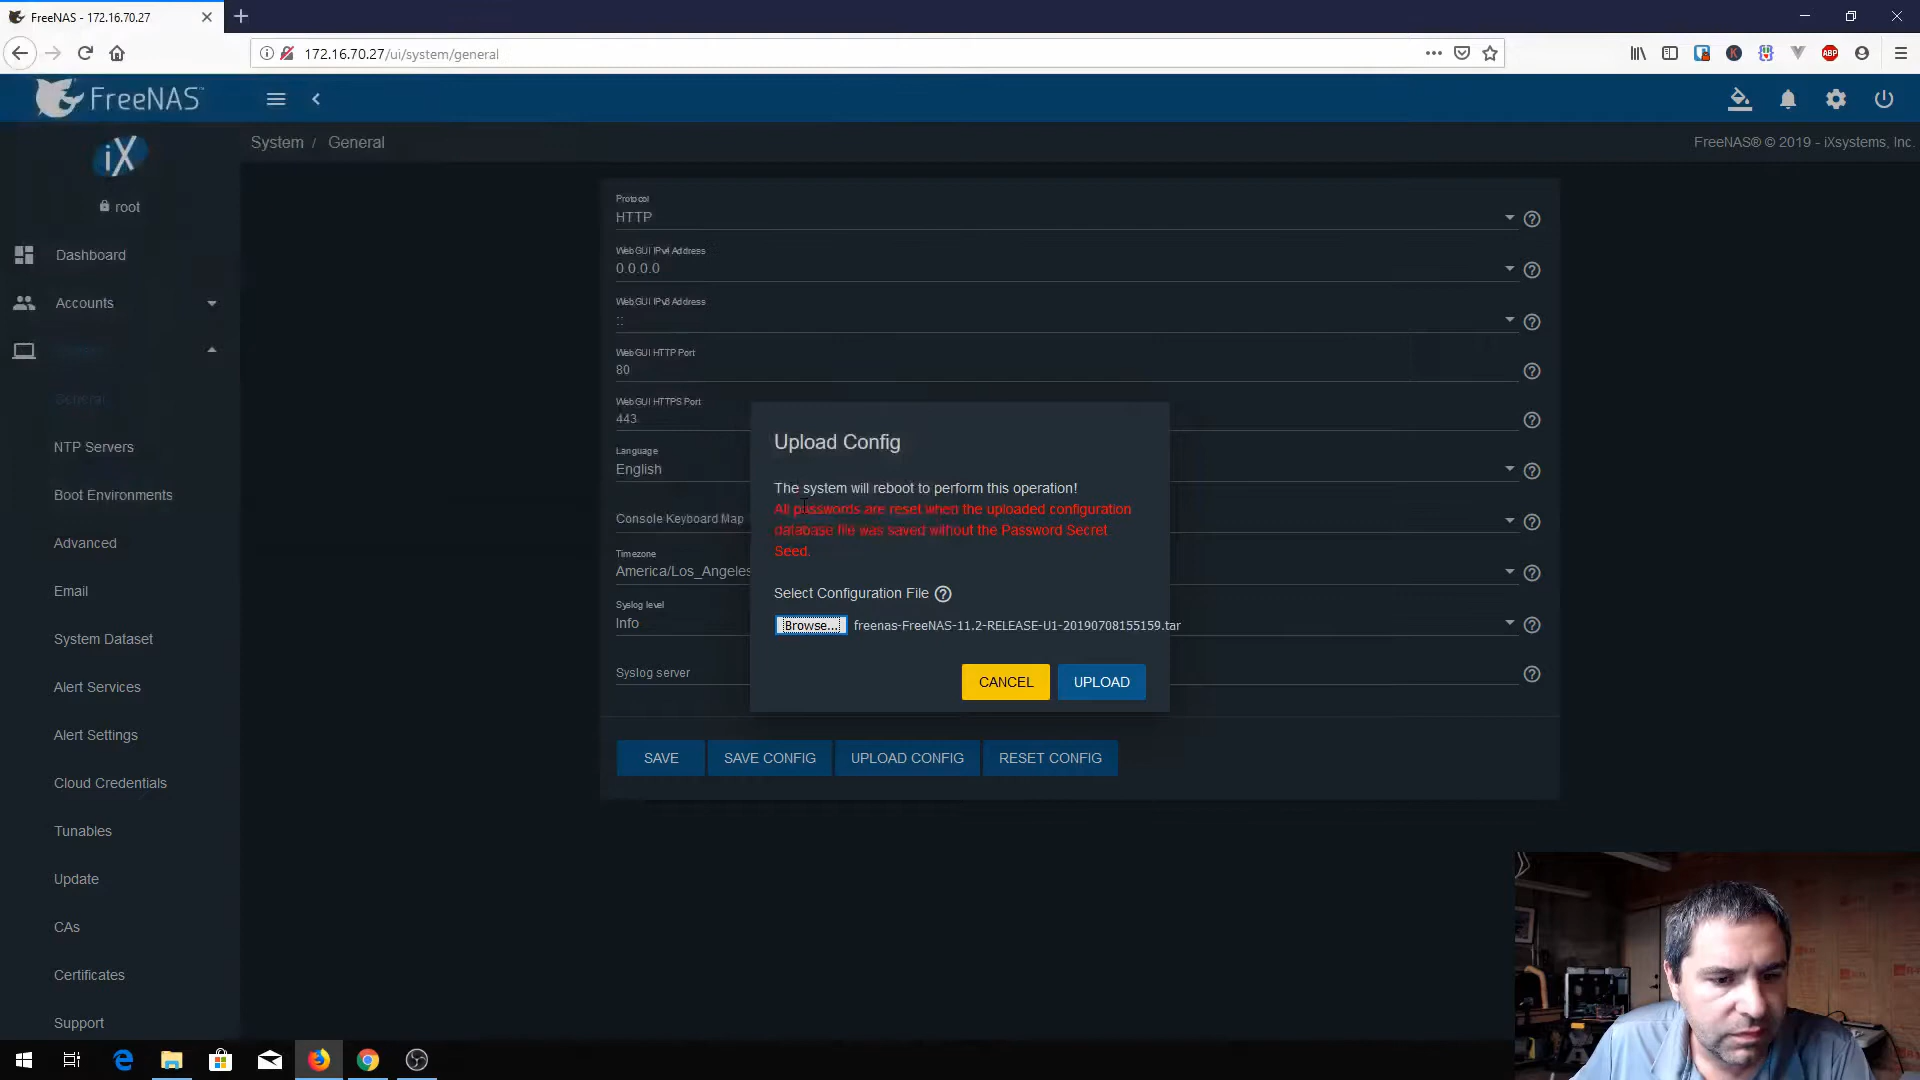 FreeNAS - 172.16.70.27
172.16.70.27/ui/system/general
ABP
FreeNAS
System / General
FreeNAS® © 2019 - iXsystems, Inc.
iX
root
Dashboard
Accounts
General
NTP Servers
Boot Environments
Advanced
Email
System Dataset
Alert Services
Alert Settings
Cloud Credentials
Tunables
Update
CAs
Certificates
Support
Protocol
HTTP
WebGUI IPv4 Address
0.0.0.0
WebGUI IPv6 Address
::
WebGUI HTTP Port
80
WebGUI HTTPS Port
443
Language
English
Console Keyboard Map
Timezone
America/Los_Angeles
Syslog level
Info
Syslog server
SAVE
SAVE CONFIG
UPLOAD CONFIG
RESET CONFIG
Upload Config
The system will reboot to perform this operation!
All passwords are reset when the uploaded configuration
database file was saved without the Password Secret
Seed.
Select Configuration File
Browse... freenas-FreeNAS-11.2-RELEASE-U1-20190708155159.tar
CANCEL
UPLOAD